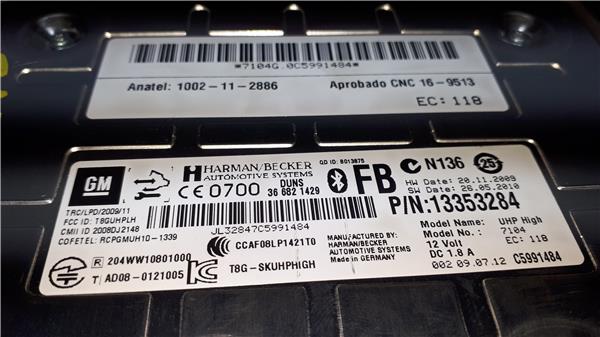 *7104G.0C5991484*
Anatel: 1002-11-2886 Aprobado CNC 16-9513
EC: 118
GM
HARMAN/BECKER
AUTOMOTIVE SYSTEMS
CE 0700 DUNS
36 682 1429
QD ID: B013875
FB
N136 25
HW Date: 20.11.2009
SW Date: 26.05.2010
P/N:13353284
TRC/LPD/2009/11
FCC ID: T8GUHPLH
CMII ID: 2008DJ2148
COFETEL: RCPGMUH10-1339
JL32847C5991484
CCAF08LP1421T0
R 204WW10801000
T AD08-0121005
T8G-SKUHPHIGH
MANUFACTURED BY:
HARMAN/BECKER
AUTOMOTIVE SYSTEMS
Made in GERMANY
Model Name: UHP High
Model No.: 7104
12 Volt EC: 118
DC 1.8 A
002 09.07.12 C5991484